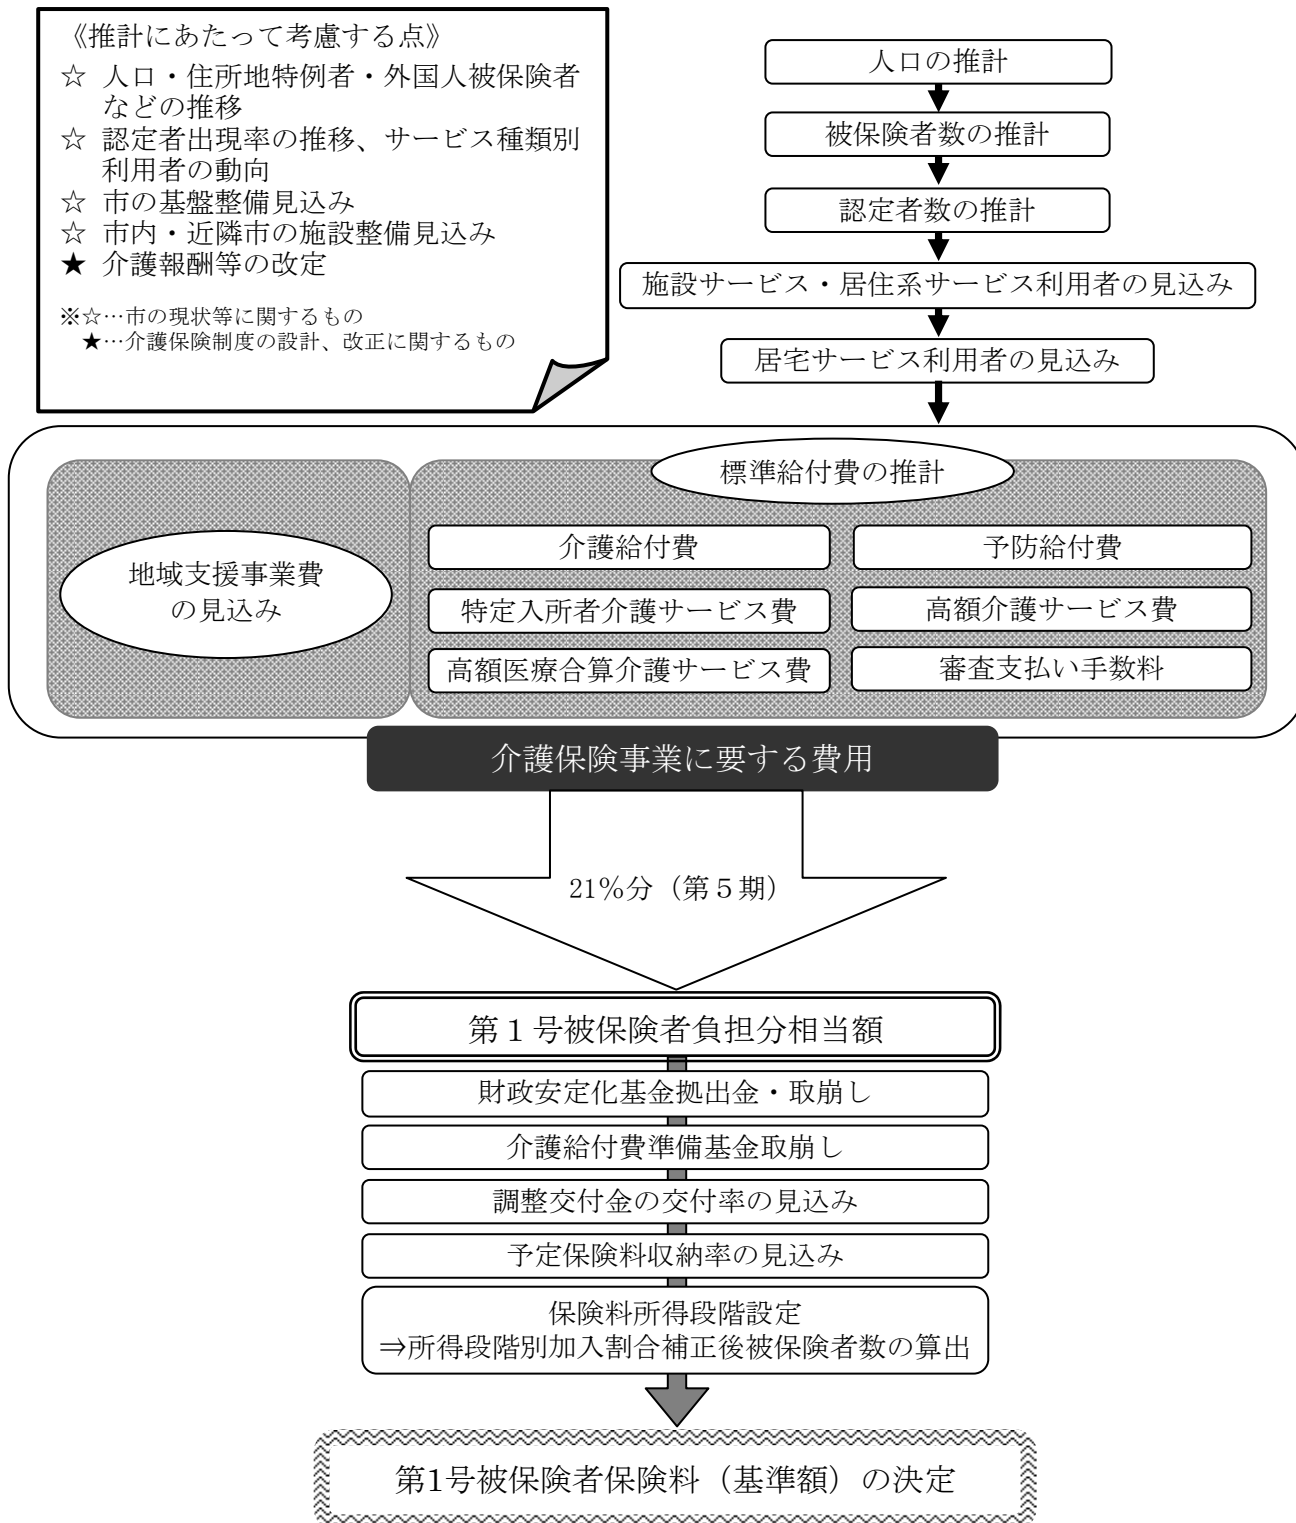 《推計にあたって考慮する点》
☆ 人口・住所地特例者・外国人被保険者
などの推移
☆ 認定者出現率の推移、サービス種類別
利用者の動向
☆ 市の基盤整備見込み
☆ 市内・近隣市の施設整備見込み
★ 介護報酬等の改定
※☆…市の現状等に関するもの
★…介護保険制度の設計、改正に関するもの
人口の推計
被保険者数の推計
認定者数の推計
施設サービス・居住系サービス利用者の見込み
居宅サービス利用者の見込み
標準給付費の推計
地域支援事業費
の見込み
介護給付費
予防給付費
特定入所者介護サービス費
高額介護サービス費
高額医療合算介護サービス費
審査支払い手数料
介護保険事業に要する費用
21%分（第５期）
第１号被保険者負担分相当額
財政安定化基金拠出金・取崩し
介護給付費準備基金取崩し
調整交付金の交付率の見込み
予定保険料収納率の見込み
保険料所得段階設定
⇒所得段階別加入割合補正後被保険者数の算出
第1号被保険者保険料（基準額）の決定